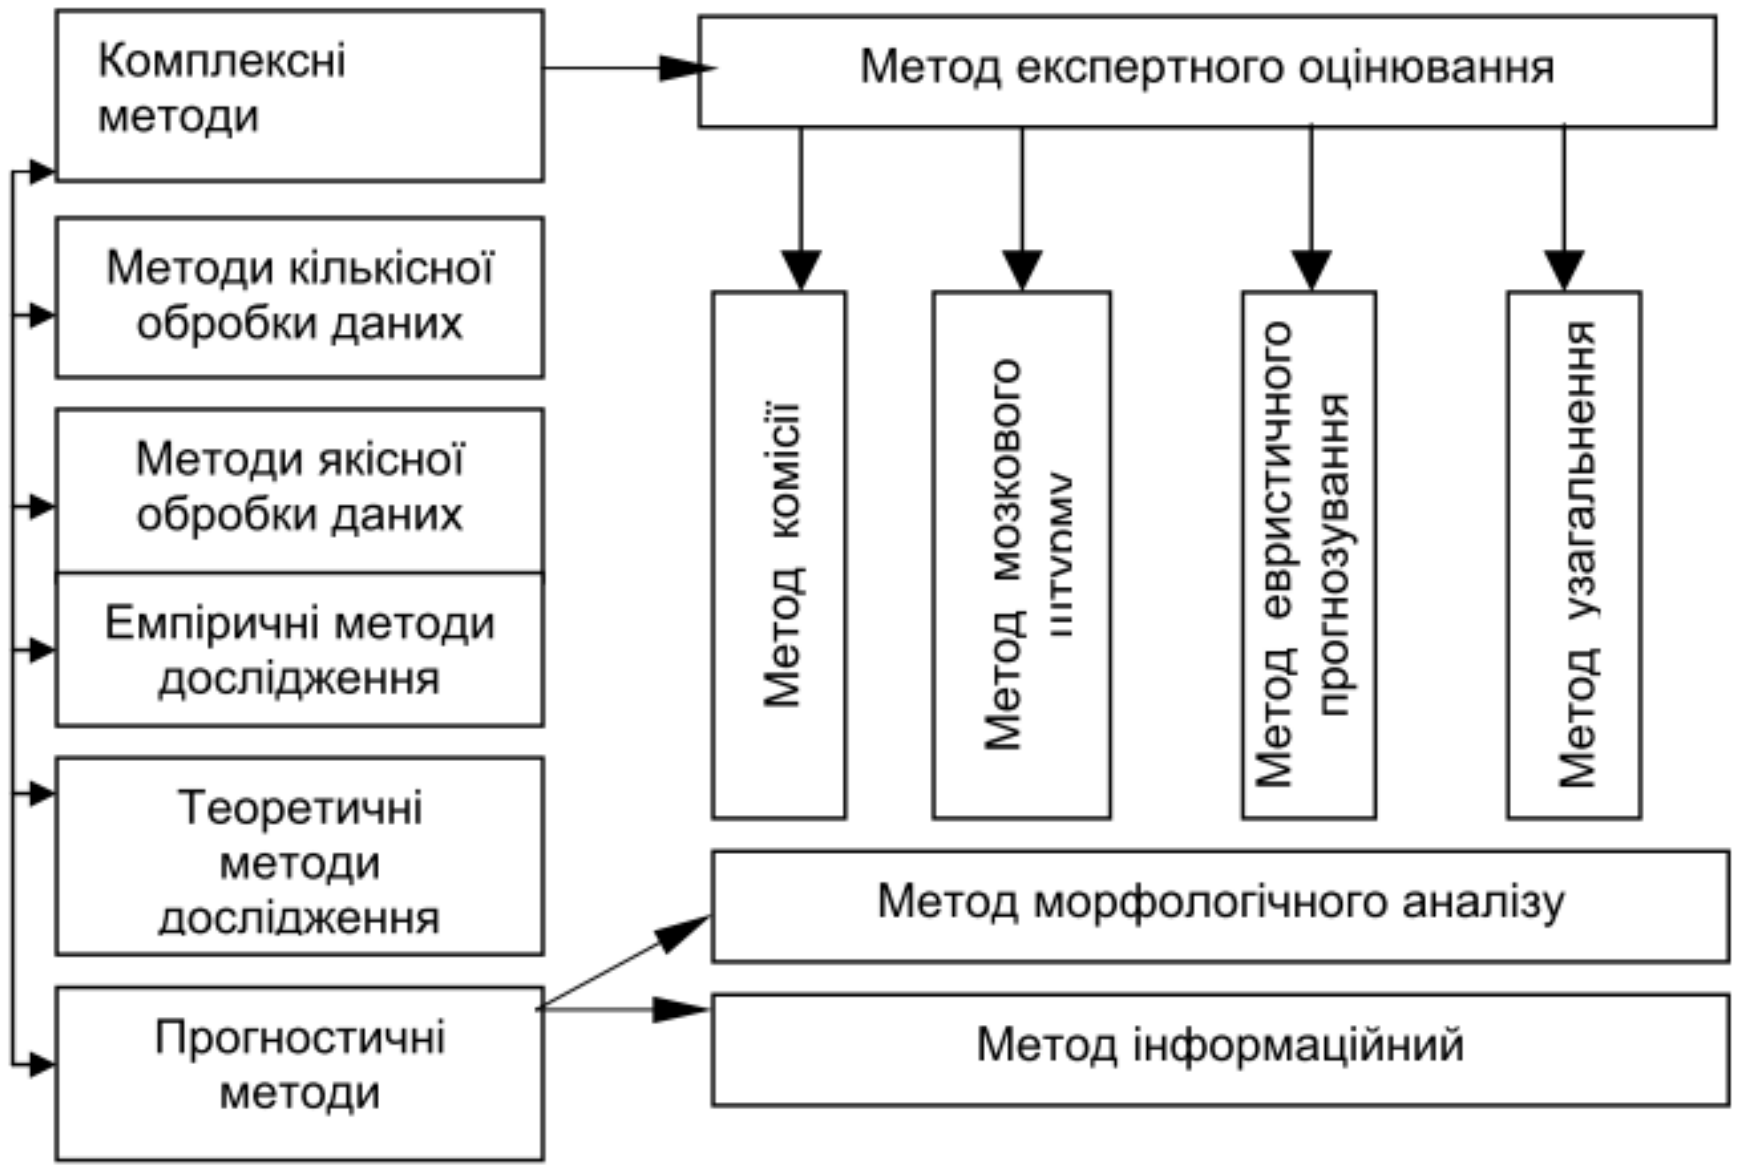 Комплексні
методи
Метод експертного оцінювання
Методи кількісної
обробки даних
Методи якісної
обробки даних
Емпіричні методи
дослідження
Теоретичні
методи
дослідження
Прогностичні
методи
Метод комісії
Метод мозкового
штурму
Метод евристичного
прогнозування
Метод узагальнення
Метод морфологічного аналізу
Метод інформаційний